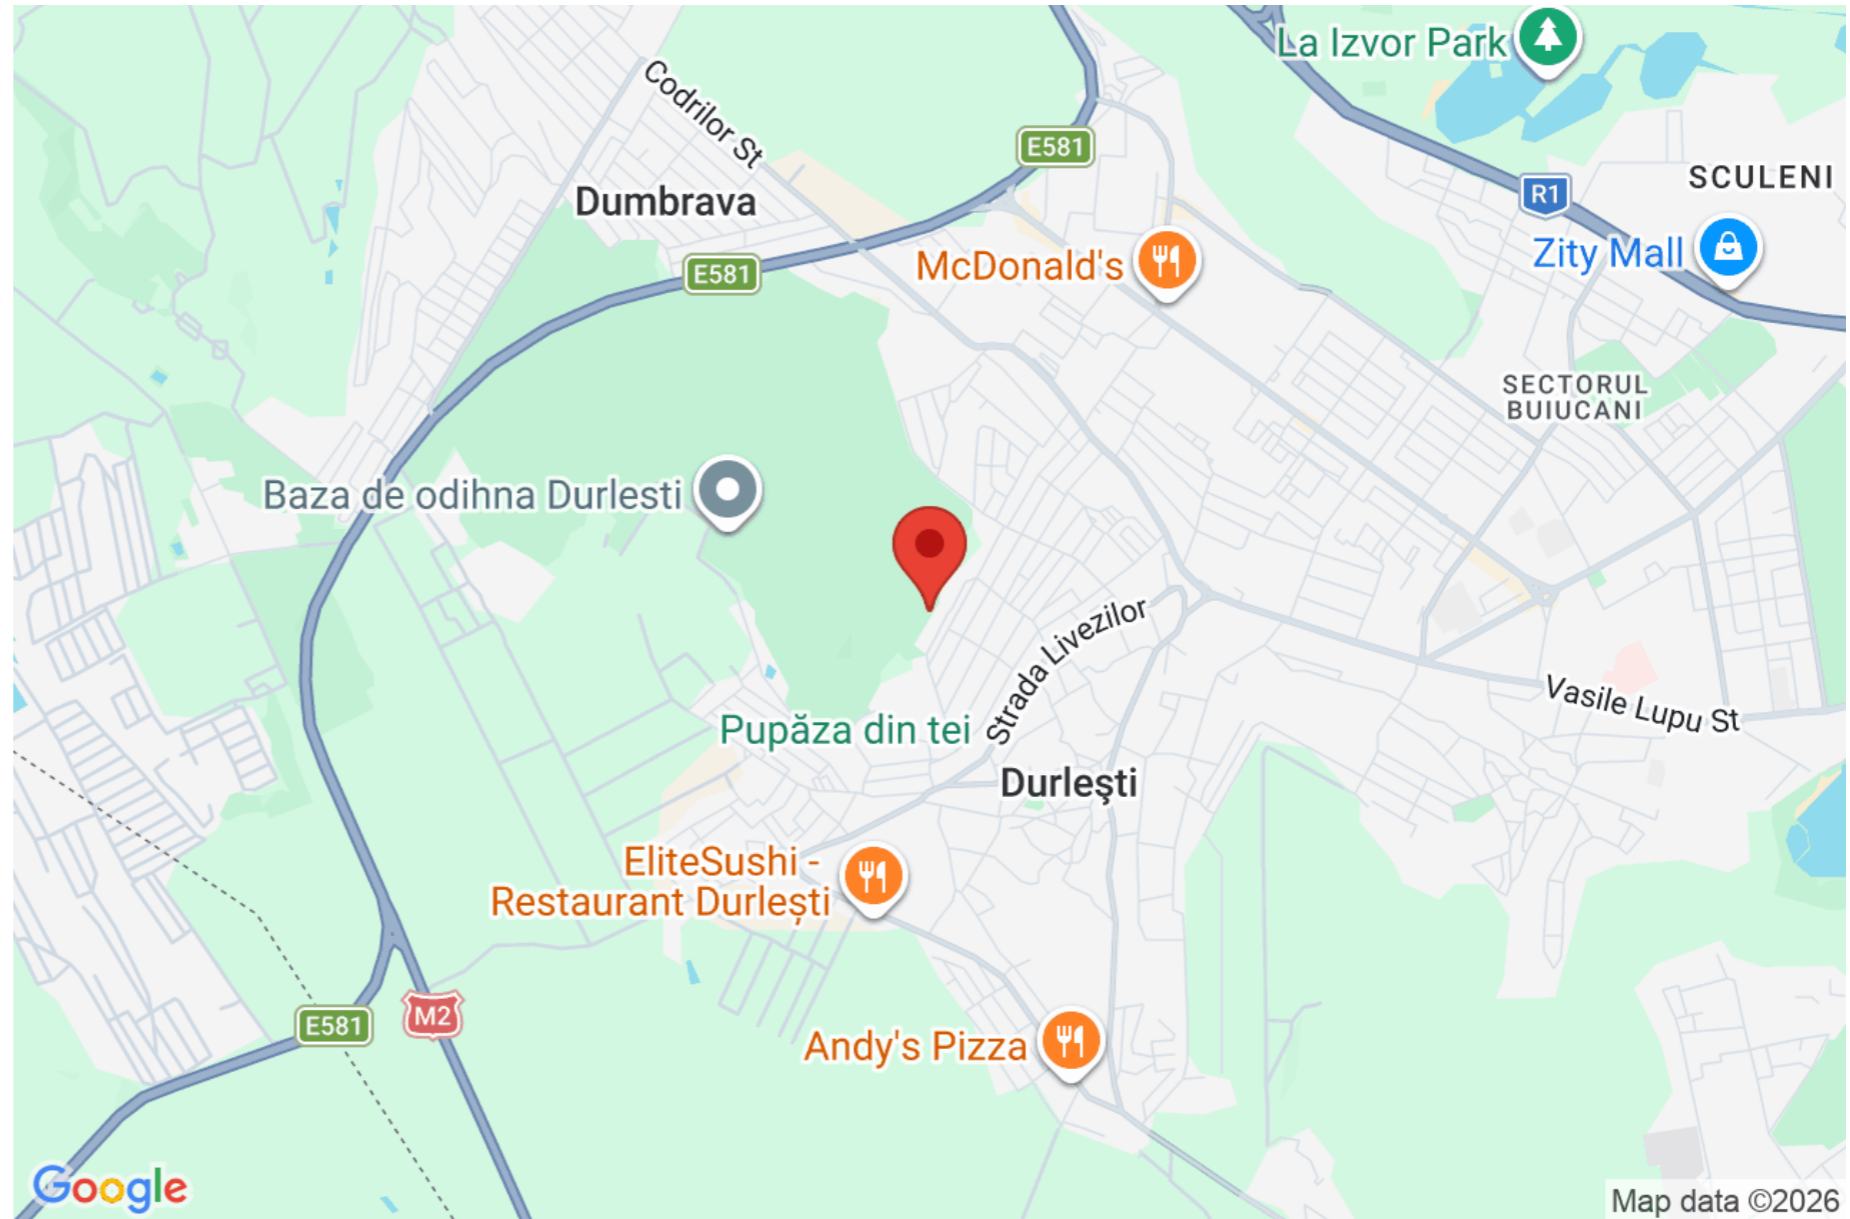 La Izvor Park
Codrilor St
E581
SCULENI
R1
Dumbrava
Zity Mall
McDonald's
E581
SECTORUL
BUIUCANI
Baza de odihna Durlesti
Strada Livezilor
Vasile Lupu St
Pupăza din tei
Durleşti
EliteSushi -
Restaurant Durlești
M2
E581
Andy's Pizza
Google
Map data ©2026